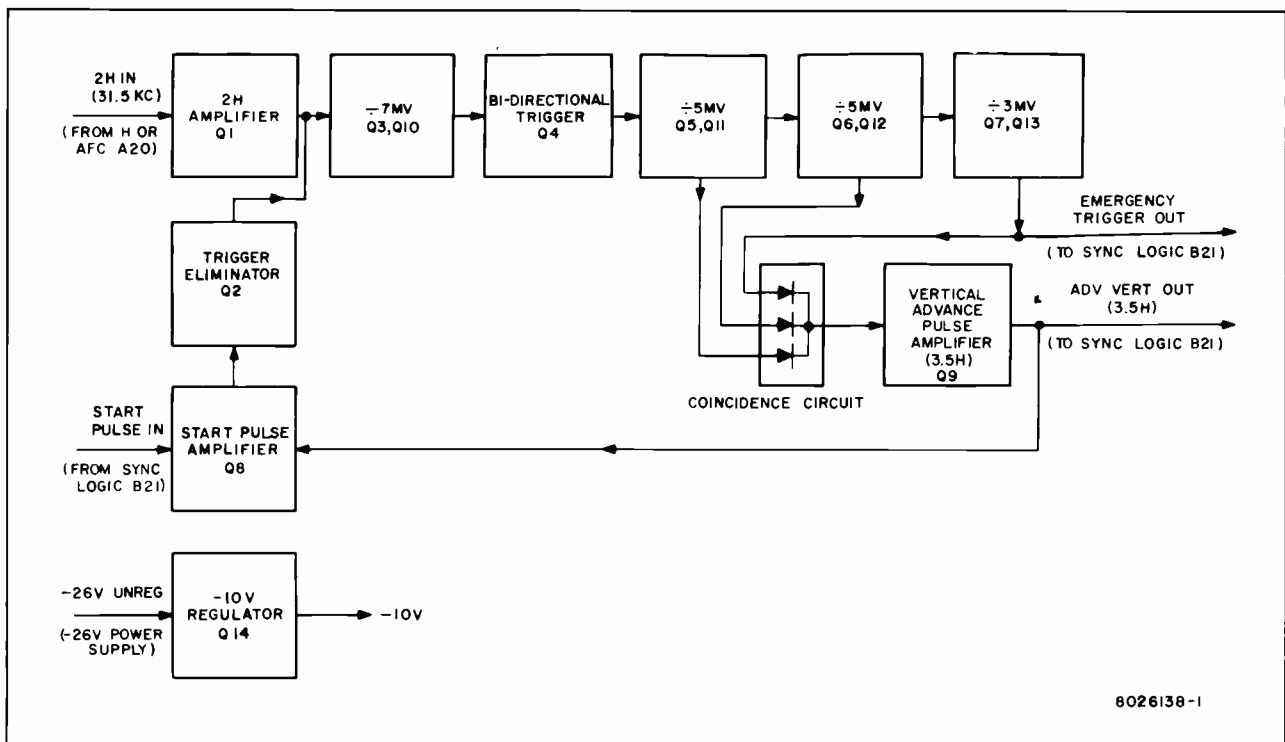 2H IN
(31.5 KC)
(FROM H OR
AFC A20)
2H
AMPLIFIER
Q1
÷7MV
Q3,Q10
BI-DIRECTIONAL
TRIGGER
Q4
÷5MV
Q5,Q11
÷5MV
Q6,Q12
÷3MV
Q7,Q13
EMERGENCY
TRIGGER OUT
(TO SYNC LOGIC B21)
TRIGGER
ELIMINATOR
Q2
VERTICAL
ADVANCE
PULSE
AMPLIFIER
(3.5H)
Q9
ADV VERT OUT
(3.5H)
(TO SYNC LOGIC B21)
COINCIDENCE CIRCUIT
START
PULSE IN
(FROM SYNC
LOGIC B21)
START PULSE
AMPLIFIER
Q8
-26V UNREG
(-26V POWER
SUPPLY)
-10V
REGULATOR
Q14
-10V
8026138-1